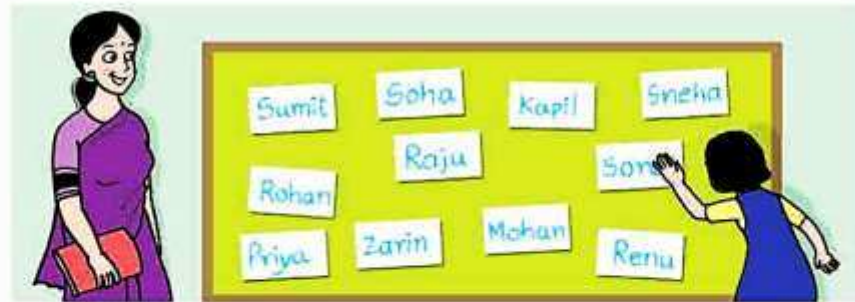 Sumit Soha Kapil Sneha
Raju
Rohan
Priya Zarin Mohan Renu